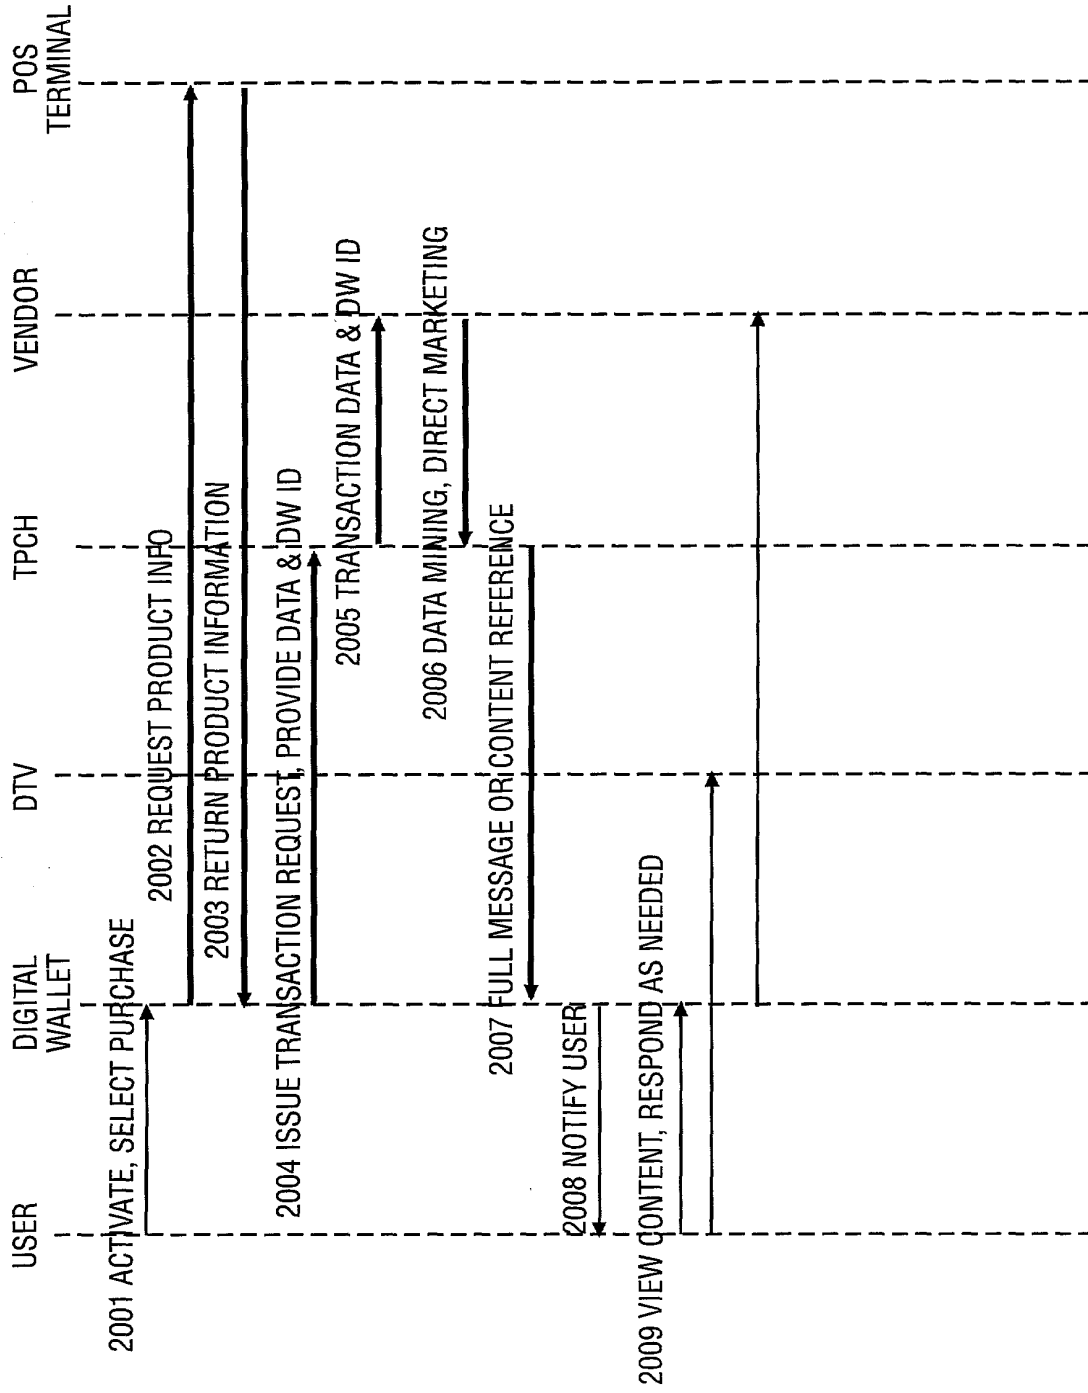 USER
DIGITAL
WALLET
DTV
TPCH
VENDOR
POS
TERMINAL
2001 ACTIVATE, SELECT PURCHASE
2002 REQUEST PRODUCT INFO
2003 RETURN PRODUCT INFORMATION
2004 ISSUE TRANSACTION REQUEST, PROVIDE DATA & DW ID
2005 TRANSACTION DATA & DW ID
2006 DATA MINING, DIRECT MARKETING
2007 FULL MESSAGE OR CONTENT REFERENCE
2008 NOTIFY USER
2009 VIEW CONTENT, RESPOND AS NEEDED